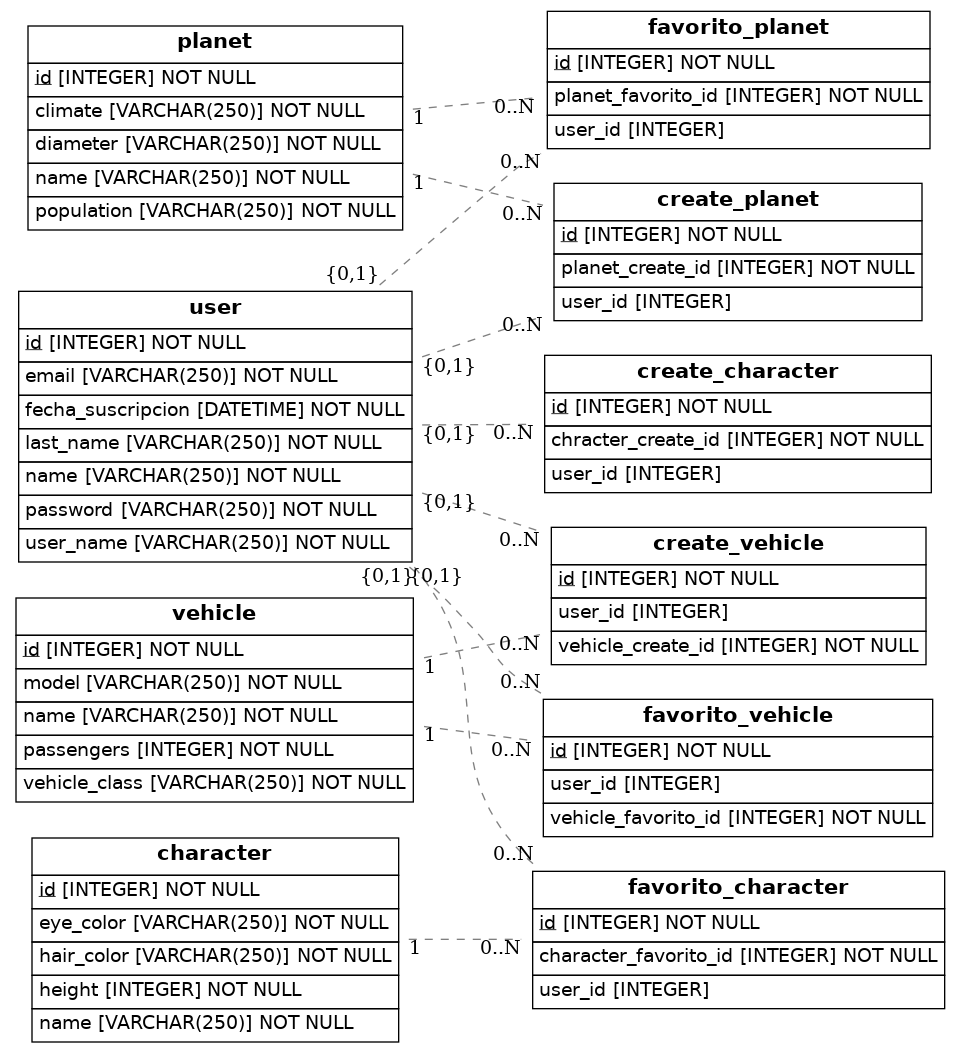 planet
id [INTEGER] NOT NULL
climate [VARCHAR(250)] NOT NULL
diameter [VARCHAR(250)] NOT NULL
name [VARCHAR(250)] NOT NULL
population [VARCHAR(250)] NOT NULL
favorito_planet
id [INTEGER] NOT NULL
planet_favorito_id [INTEGER] NOT NULL
user_id [INTEGER]
1
0..N
0..N
{0,1}
1
0..N
create_planet
id [INTEGER] NOT NULL
planet_create_id [INTEGER] NOT NULL
user_id [INTEGER]
user
id [INTEGER] NOT NULL
email [VARCHAR(250)] NOT NULL
fecha_suscripcion [DATETIME] NOT NULL
last_name [VARCHAR(250)] NOT NULL
name [VARCHAR(250)] NOT NULL
password [VARCHAR(250)] NOT NULL
user_name [VARCHAR(250)] NOT NULL
{0,1}
0..N
{0,1}
0..N
create_character
id [INTEGER] NOT NULL
chracter_create_id [INTEGER] NOT NULL
user_id [INTEGER]
{0,1}
0..N
create_vehicle
id [INTEGER] NOT NULL
user_id [INTEGER]
vehicle_create_id [INTEGER] NOT NULL
{0,1}
{0,1}
vehicle
id [INTEGER] NOT NULL
model [VARCHAR(250)] NOT NULL
name [VARCHAR(250)] NOT NULL
passengers [INTEGER] NOT NULL
vehicle_class [VARCHAR(250)] NOT NULL
1
0..N
0..N
1
0..N
favorito_vehicle
id [INTEGER] NOT NULL
user_id [INTEGER]
vehicle_favorito_id [INTEGER] NOT NULL
0..N
character
id [INTEGER] NOT NULL
eye_color [VARCHAR(250)] NOT NULL
hair_color [VARCHAR(250)] NOT NULL
height [INTEGER] NOT NULL
name [VARCHAR(250)] NOT NULL
1
0..N
favorito_character
id [INTEGER] NOT NULL
character_favorito_id [INTEGER] NOT NULL
user_id [INTEGER]